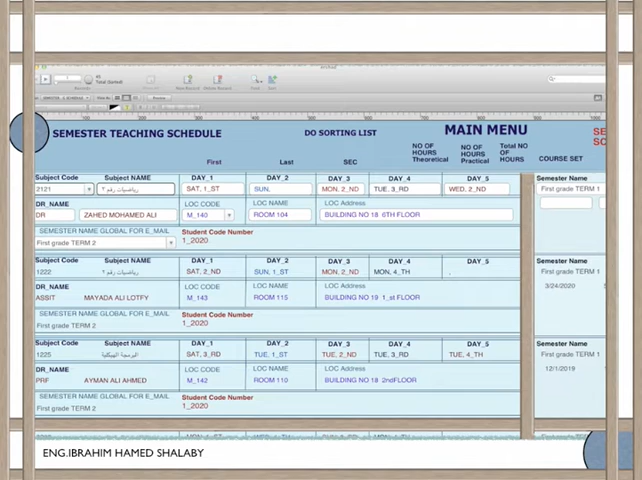 SEMESTER TEACHING SCHEDULE
DO SORTING LIST
MAIN MENU
First
Last
SEC
NO OF HOURS Theoretical
NO OF HOURS Practical
Total NO OF HOURS
COURSE SET
Subject Code Subject NAME DAY_1 DAY_2 DAY_3 DAY_4 DAY_5 Semester Name
2121 رياضيات رقم ٢ SAT, 1_ST SUN, MON, 2_ND TUE, 3_RD WED, 2_ND First grade TERM 1
DR_NAME LOC CODE LOC NAME LOC Address
DR ZAHED MOHAMED ALI M_140 ROOM 104 BUILDING NO 18 6TH FLOOR
SEMESTER NAME GLOBAL FOR E_MAIL Student Code Number
First grade TERM 2 1_2020
Subject Code Subject NAME DAY_1 DAY_2 DAY_3 DAY_4 DAY_5 Semester Name
1222 رياضيات رقم ٢ SAT, 2_ND SUN, 1_ST MON, 2_ND MON, 4_TH . First grade TERM 1
3/24/2020
DR_NAME LOC CODE LOC NAME LOC Address
ASSIT MAYADA ALI LOTFY M_143 ROOM 115 BUILDING NO 19 1_st FLOOR
SEMESTER NAME GLOBAL FOR E_MAIL Student Code Number
First grade TERM 2 1_2020
Subject Code Subject NAME DAY_1 DAY_2 DAY_3 DAY_4 DAY_5 Semester Name
1225 البرمجة الهيكلية SAT, 3_RD TUE, 1_ST TUE, 2_ND TUE, 3_RD TUE, 4_TH First grade TERM 1
12/1/2019
DR_NAME LOC CODE LOC NAME LOC Address
PRF AYMAN ALI AHMED M_142 ROOM 110 BUILDING NO 18 2ndFLOOR
SEMESTER NAME GLOBAL FOR E_MAIL Student Code Number
First grade TERM 2 1_2020
ENG.IBRAHIM HAMED SHALABY